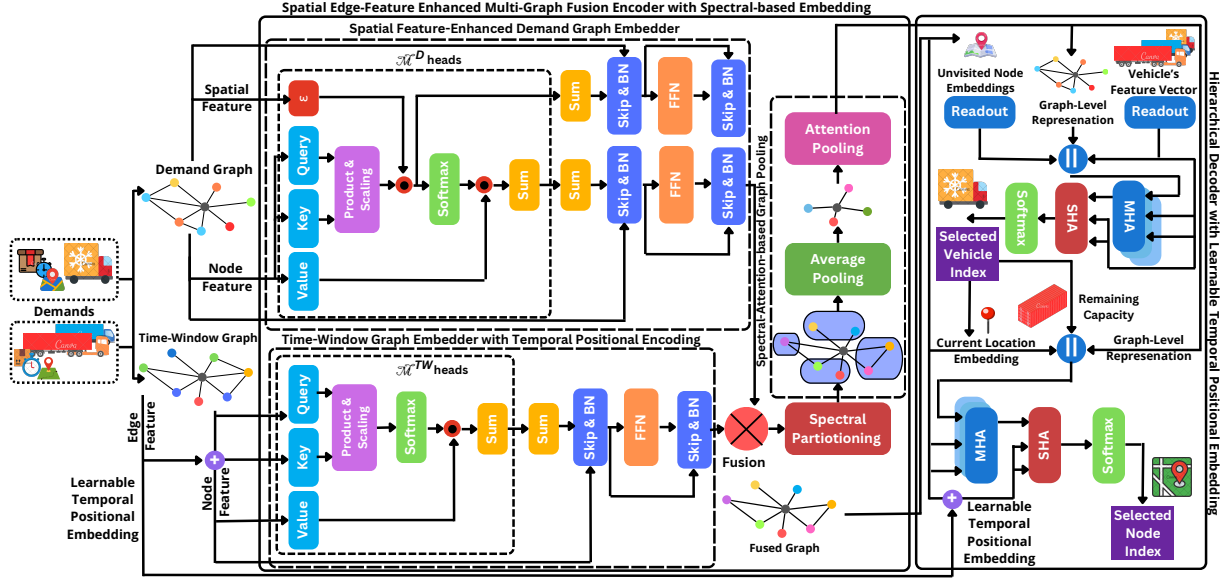 Spatial Edge-Feature Enhanced Multi-Graph Fusion Encoder with Spectral-based Embedding
Spatial Feature-Enhanced Demand Graph Embedder
ℳᴰ heads
Spatial
Feature
ε
Query
Key
Value
Product &
Scaling
Softmax
Sum
Sum
Sum
Skip & BN
FFN
Skip & BN
Skip & BN
FFN
Skip & BN
Demand Graph
Node
Feature
Demands
Canva
Time-Window Graph
Time-Window Graph Embedder with Temporal Positional Encoding
ℳᵀᵂ heads
Query
Key
Value
Product &
Scaling
Softmax
Sum
Sum
Skip & BN
FFN
Skip & BN
Edge
Feature
Node
Feature
Learnable
Temporal
Positional
Embedding
Fusion
Fused Graph
Spectral-Attention-based Graph Pooling
Attention
Pooling
Average
Pooling
Spectral
Partiotioning
Hierarchical Decoder with Learnable Temporal Positional Embedding
Unvisited Node
Embeddings
Readout
Graph-Level
Represenation
Canva
Vehicle's
Feature Vector
Readout
MHA
SHA
Softmax
Selected
Vehicle
Index
Canva
Remaining
Capacity
Current Location
Embedding
Graph-Level
Represenation
MHA
SHA
Softmax
Learnable
Temporal
Positional
Embedding
Selected
Node
Index